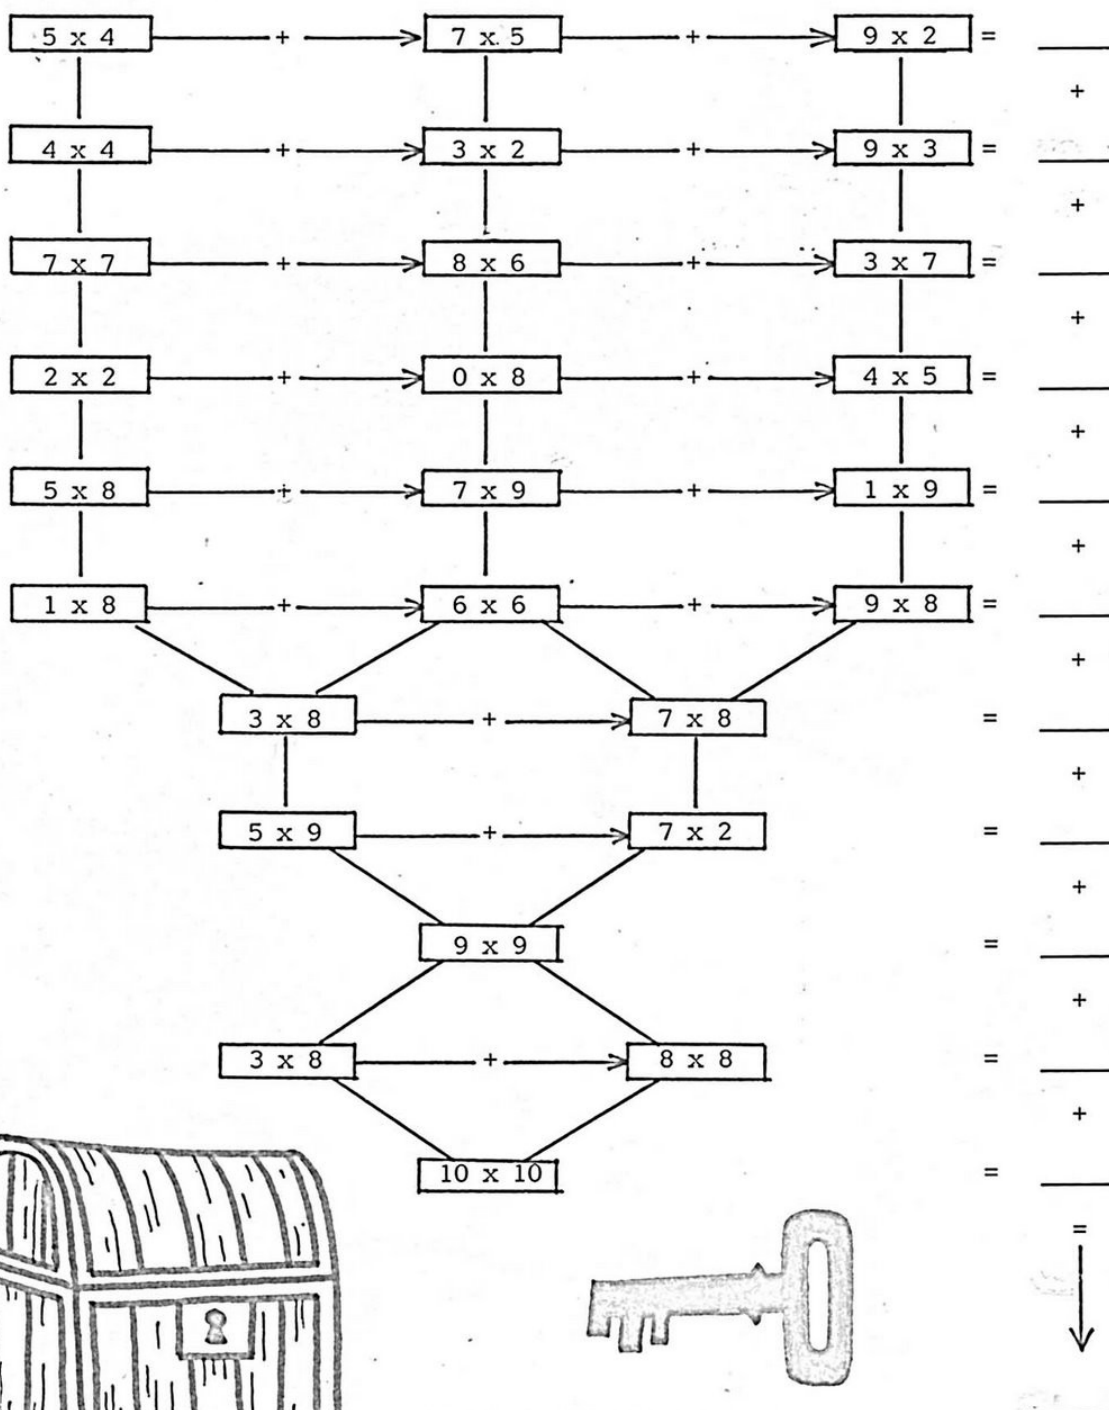 5 x 4 + 7 x 5 + 9 x 2 =
+
4 x 4 + 3 x 2 + 9 x 3 =
+
7 x 7 + 8 x 6 + 3 x 7 =
+
2 x 2 + 0 x 8 + 4 x 5 =
+
5 x 8 + 7 x 9 + 1 x 9 =
+
1 x 8 + 6 x 6 + 9 x 8 =
+
3 x 8 + 7 x 8 =
+
5 x 9 + 7 x 2 =
+
9 x 9 =
+
3 x 8 + 8 x 8 =
+
10 x 10 =
=